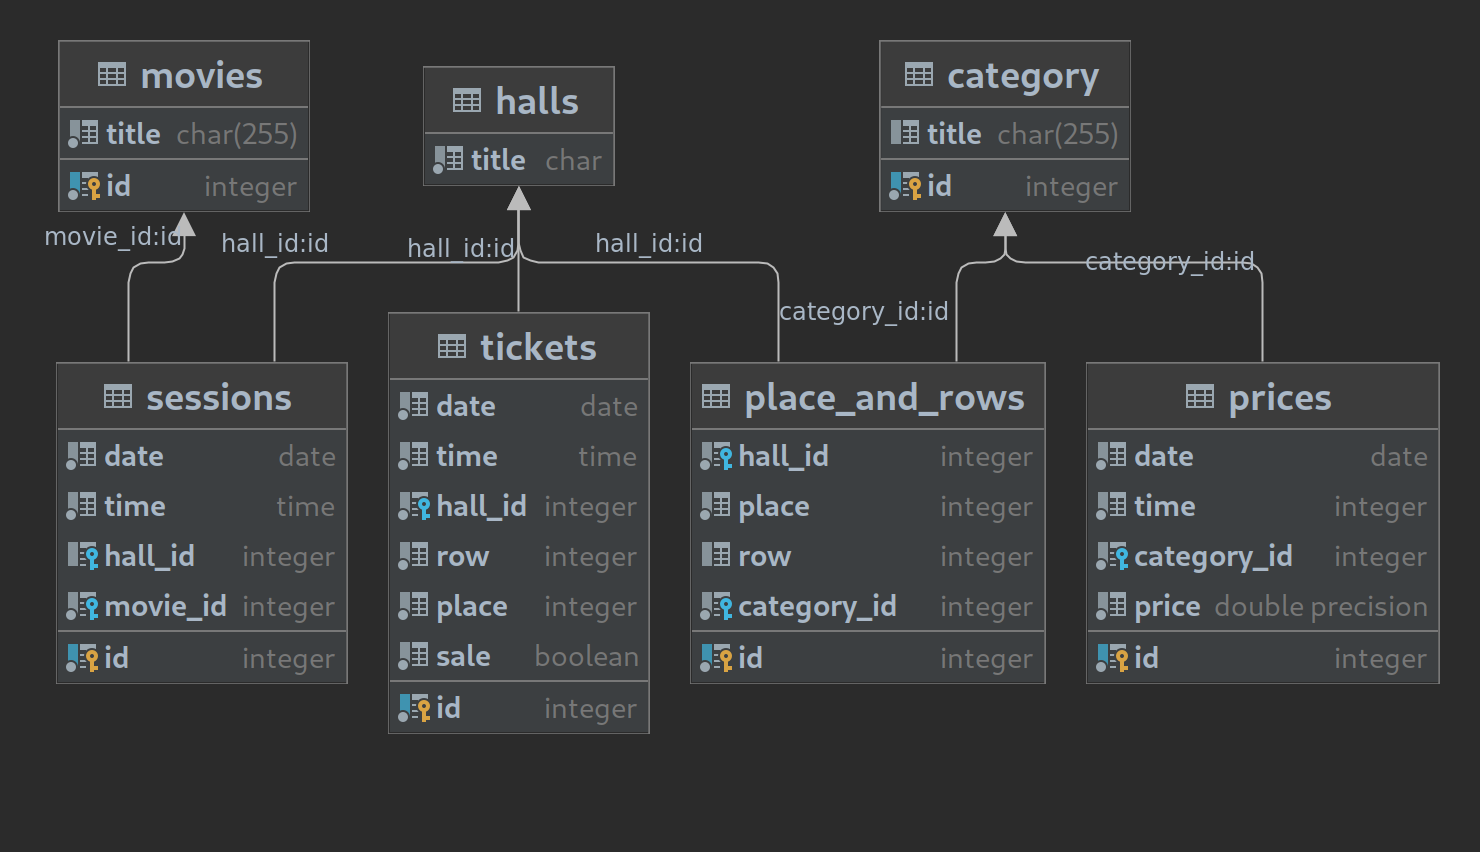 movies
title char(255)
id integer
halls
title char
category
title char(255)
id integer
movie_id:id
hall_id:id
hall_id:id
hall_id:id
category_id:id
category_id:id
sessions
date date
time time
hall_id integer
movie_id integer
id integer
tickets
date date
time time
hall_id integer
row integer
place integer
sale boolean
id integer
place_and_rows
hall_id integer
place integer
row integer
category_id integer
id integer
prices
date date
time integer
category_id integer
price double precision
id integer